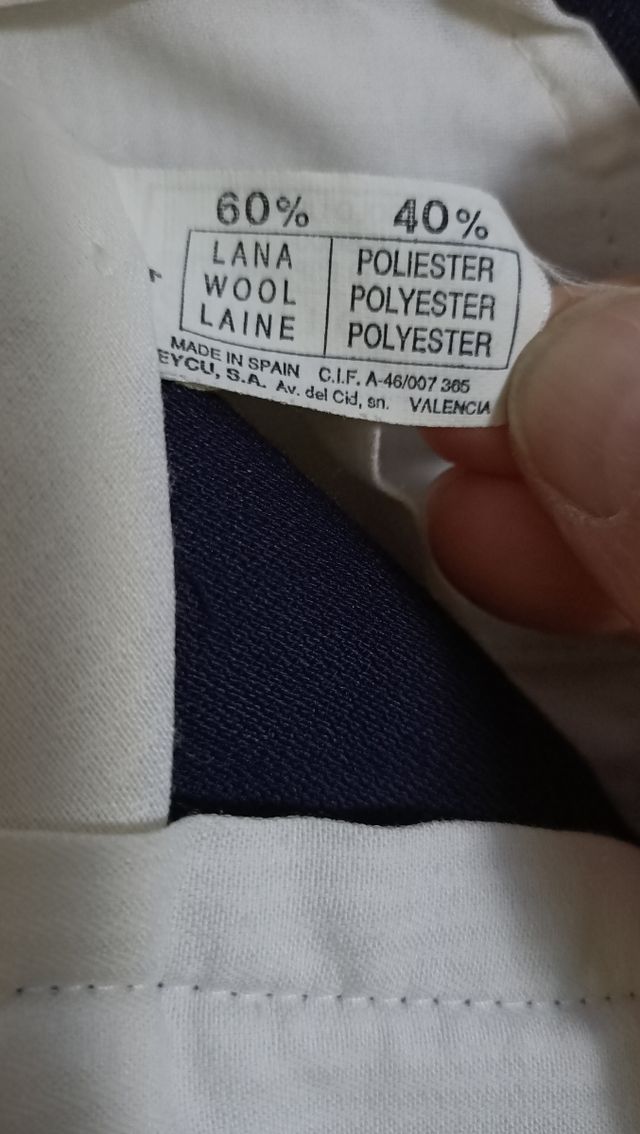 60% 40%
LANA POLIESTER
WOOL POLYESTER
LAINE POLYESTER
MADE IN SPAIN C.I.F. A-46/007 365
EYCU, S.A. Av. del Cid, sn. VALENCIA